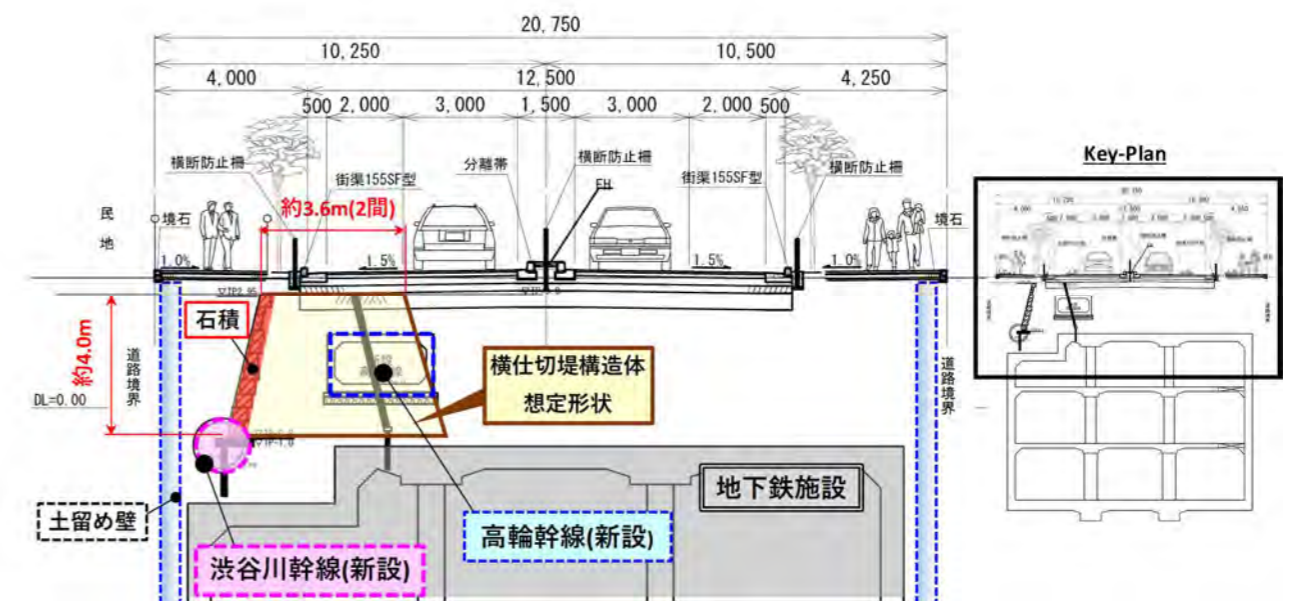 20,750
10,250
10,500
4,000
12,500
4,250
500
2,000
3,000
1,500
3,000
2,000
500
横断防止柵
分離帯
横断防止柵
横断防止柵
街渠155SF型
EH
街渠155SF型
民地
境石
約3.6m(2間)
境石
1.0%
1.5%
1.5%
1.0%
石積
約4.0m
道路境界
横仕切堤構造体
想定形状
道路境界
DL=0.00
地下鉄施設
土留め壁
高輪幹線(新設)
渋谷川幹線(新設)
Key-Plan